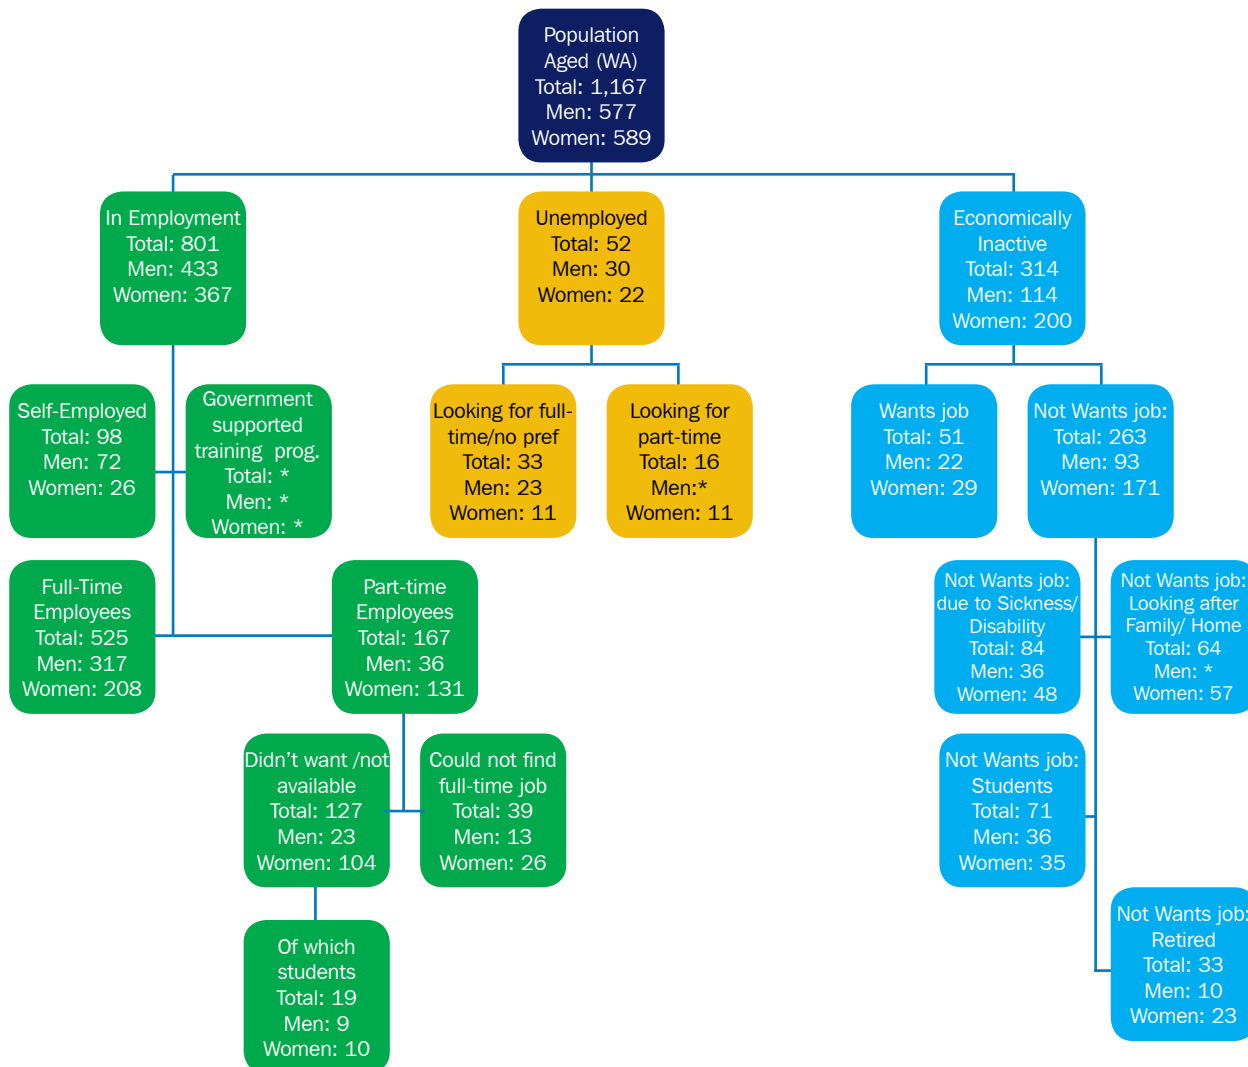 Population
Aged (WA)
Total: 1,167
Men: 577
Women: 589
In Employment
Total: 801
Men: 433
Women: 367
Unemployed
Total: 52
Men: 30
Women: 22
Economically
Inactive
Total: 314
Men: 114
Women: 200
Self-Employed
Total: 98
Men: 72
Women: 26
Government
supported
training prog.
Total: *
Men: *
Women: *
Looking for full-
time/no pref
Total: 33
Men: 23
Women: 11
Looking for
part-time
Total: 16
Men:*
Women: 11
Wants job
Total: 51
Men: 22
Women: 29
Not Wants job:
Total: 263
Men: 93
Women: 171
Full-Time
Employees
Total: 525
Men: 317
Women: 208
Part-time
Employees
Total: 167
Men: 36
Women: 131
Not Wants job:
due to Sickness/
Disability
Total: 84
Men: 36
Women: 48
Not Wants job:
Looking after
Family/ Home
Total: 64
Men: *
Women: 57
Didn't want /not
available
Total: 127
Men: 23
Women: 104
Could not find
full-time job
Total: 39
Men: 13
Women: 26
Not Wants job:
Students
Total: 71
Men: 36
Women: 35
Of which
students
Total: 19
Men: 9
Women: 10
Not Wants job:
Retired
Total: 33
Men: 10
Women: 23